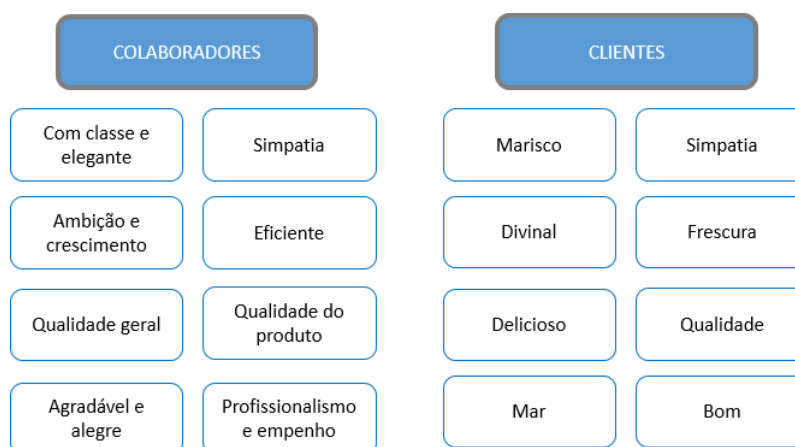 COLABORADORES
CLIENTES
Com classe e
elegante
Simpatia
Marisco
Simpatia
Ambição e
crescimento
Eficiente
Divinal
Frescura
Qualidade geral
Qualidade do
produto
Delicioso
Qualidade
Agradável e
alegre
Profissionalismo
e empenho
Mar
Bom